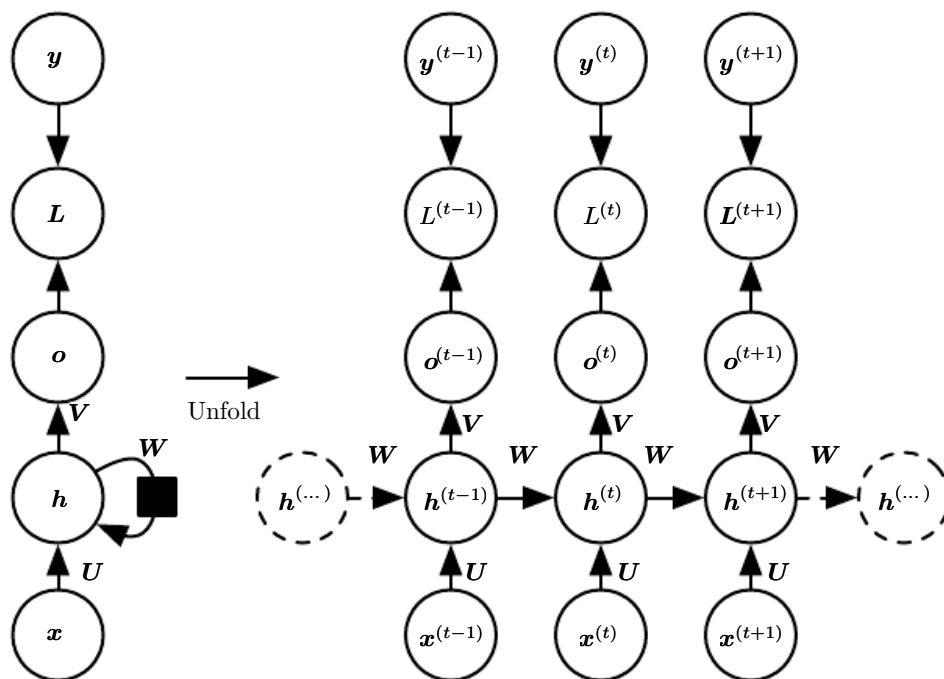 y y^(t−1) y^(t) y^(t+1)
L L^(t−1) L^(t) L^(t+1)
o o^(t−1) o^(t) o^(t+1)
Unfold
V V V V
W W W W W
h h^(...) h^(t−1) h^(t) h^(t+1) h^(...)
U U U U
x x^(t−1) x^(t) x^(t+1)